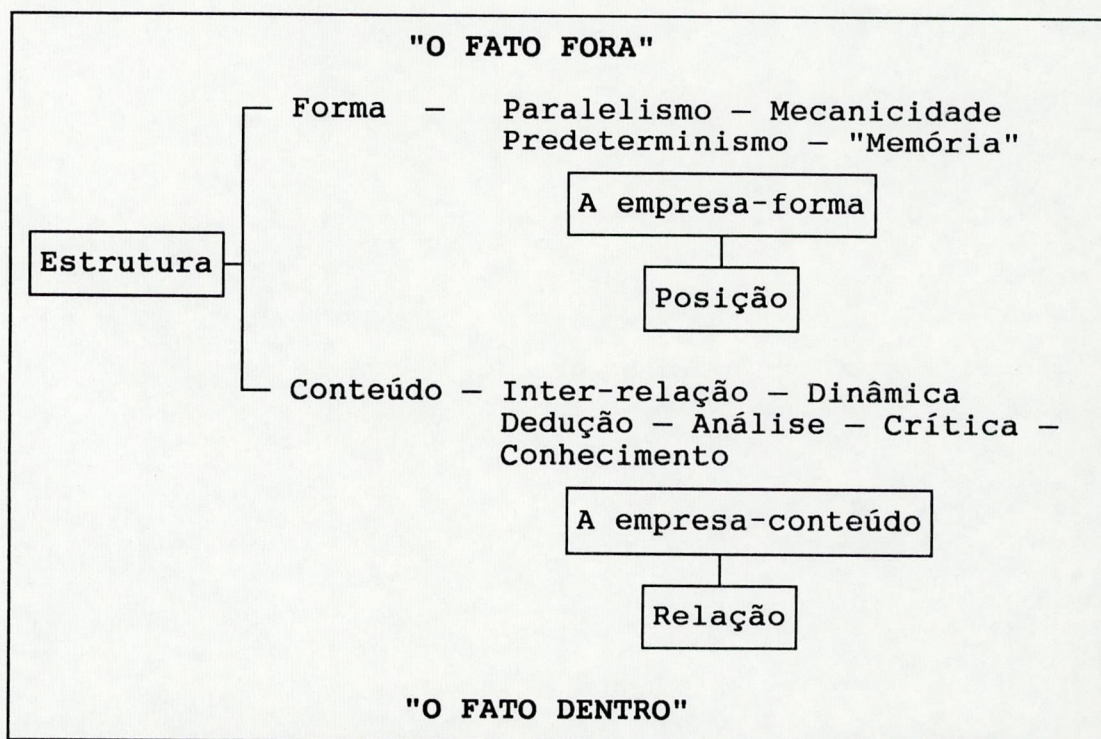 "O FATO FORA"
Forma — Paralelismo — Mecanicidade
Predeterminismo — "Memória"
A empresa-forma
Estrutura
Posição
Conteúdo — Inter-relação — Dinâmica
Dedução — Análise — Crítica —
Conhecimento
A empresa-conteúdo
Relação
"O FATO DENTRO"